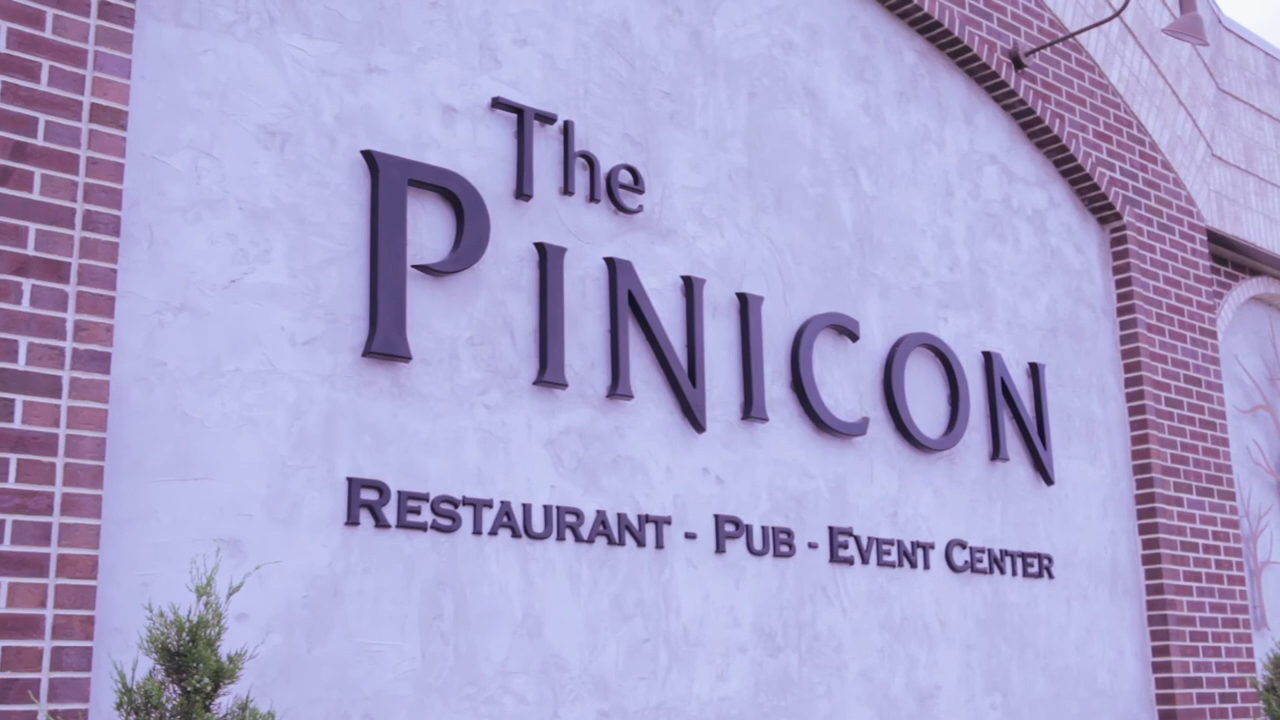 The
PINICON
RESTAURANT - PUB - EVENT CENTER